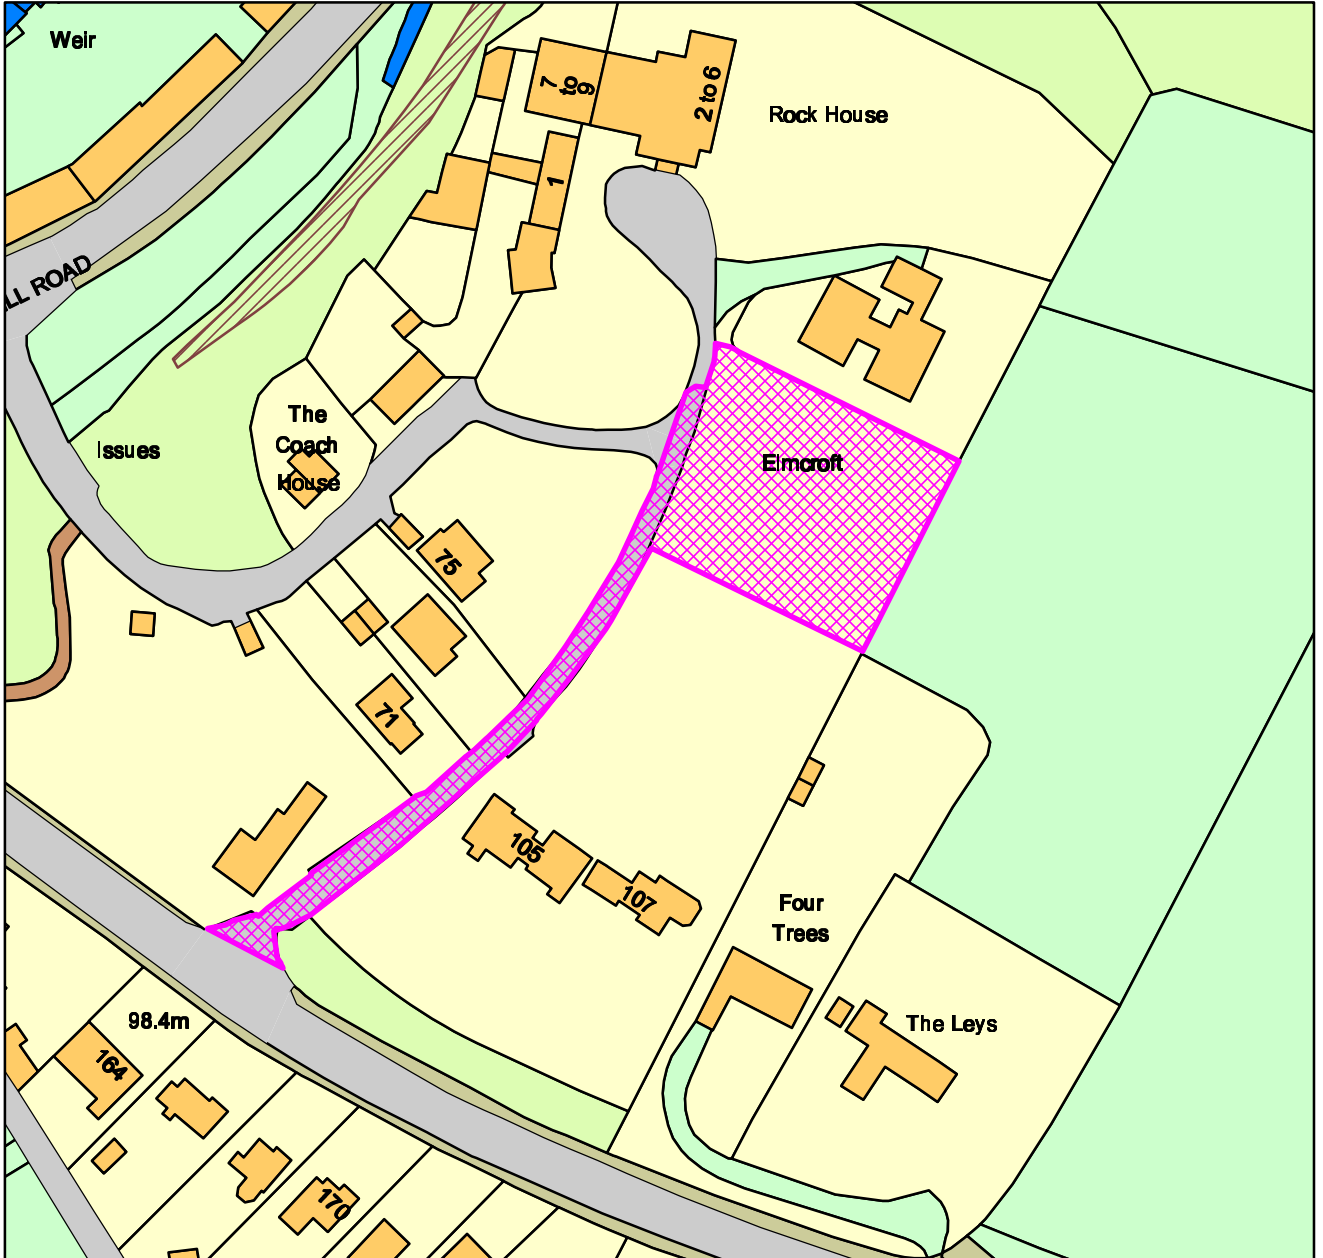 Weir
7
to
9
2 to 6
Rock House
1
LL ROAD
The
Coach
House
Issues
Elmcroft
75
71
105
107
Four
Trees
The Leys
98.4m
164
170